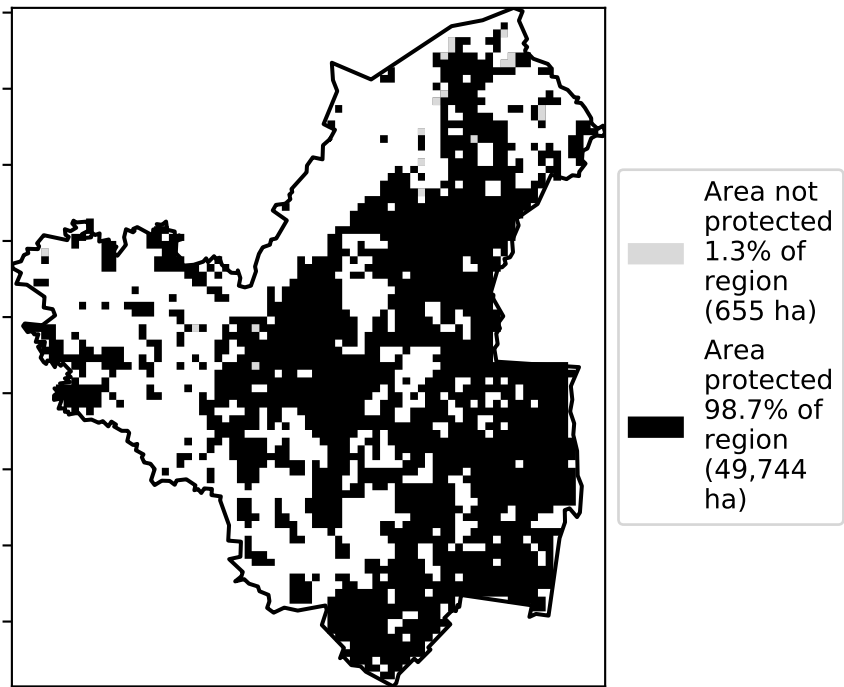 Area not
protected
1.3% of
region
(655 ha)
Area
protected
98.7% of
region
(49,744
ha)